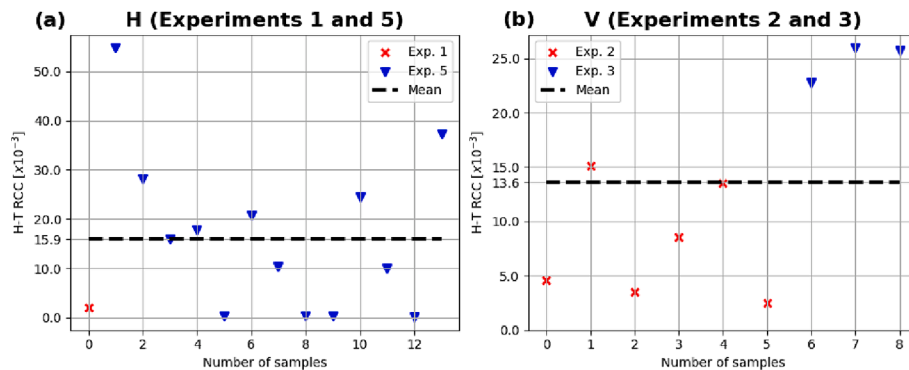 (a) H (Experiments 1 and 5)
50.0
40.0
30.0
20.0
15.9
10.0
0.0
H-T RCC [x10⁻³]
Exp. 1
Exp. 5
Mean
0 2 4 6 8 10 12
Number of samples
(b) V (Experiments 2 and 3)
25.0
20.0
15.0
13.6
10.0
5.0
0.0
H-T RCC [x10⁻³]
Exp. 2
Exp. 3
Mean
0 1 2 3 4 5 6 7 8
Number of samples